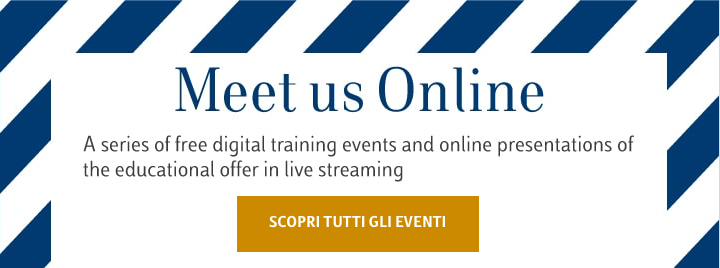 Meet us Online
A series of free digital training events and online presentations of
the educational offer in live streaming
SCOPRI TUTTI GLI EVENTI